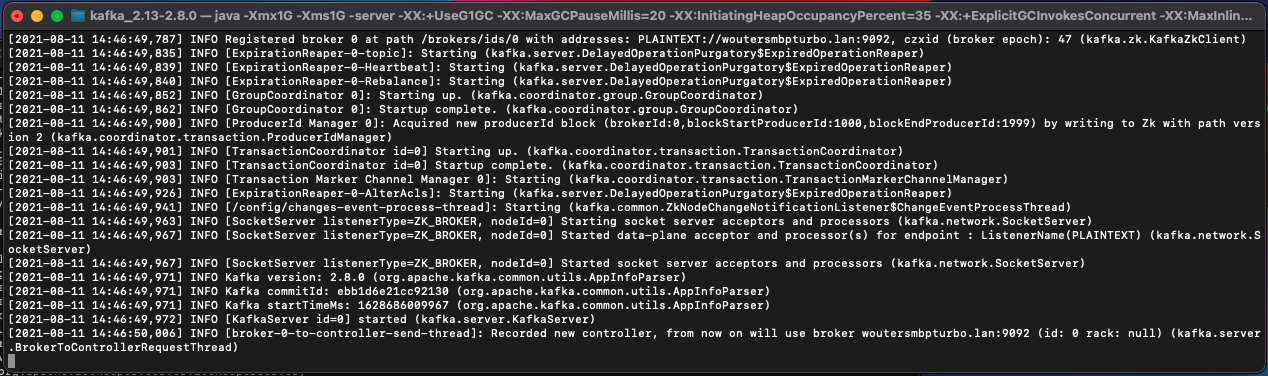 kafka_2.13-2.8.0 — java -Xmx1G -Xms1G -server -XX:+UseG1GC -XX:MaxGCPauseMillis=20 -XX:InitiatingHeapOccupancyPercent=35 -XX:+ExplicitGCInvokesConcurrent -XX:MaxInlin...
[2021-08-11 14:46:49,787] INFO Registered broker 0 at path /brokers/ids/0 with addresses: PLAINTEXT://woutersmbpturbo.lan:9092, czxid (broker epoch): 47 (kafka.zk.KafkaZkClient)
[2021-08-11 14:46:49,835] INFO [ExpirationReaper-0-topic]: Starting (kafka.server.DelayedOperationPurgatory$ExpiredOperationReaper)
[2021-08-11 14:46:49,839] INFO [ExpirationReaper-0-Heartbeat]: Starting (kafka.server.DelayedOperationPurgatory$ExpiredOperationReaper)
[2021-08-11 14:46:49,840] INFO [ExpirationReaper-0-Rebalance]: Starting (kafka.server.DelayedOperationPurgatory$ExpiredOperationReaper)
[2021-08-11 14:46:49,852] INFO [GroupCoordinator 0]: Starting up. (kafka.coordinator.group.GroupCoordinator)
[2021-08-11 14:46:49,862] INFO [GroupCoordinator 0]: Startup complete. (kafka.coordinator.group.GroupCoordinator)
[2021-08-11 14:46:49,900] INFO [ProducerId Manager 0]: Acquired new producerId block (brokerId:0,blockStartProducerId:1000,blockEndProducerId:1999) by writing to Zk with path vers
ion 2 (kafka.coordinator.transaction.ProducerIdManager)
[2021-08-11 14:46:49,901] INFO [TransactionCoordinator id=0] Starting up. (kafka.coordinator.transaction.TransactionCoordinator)
[2021-08-11 14:46:49,903] INFO [TransactionCoordinator id=0] Startup complete. (kafka.coordinator.transaction.TransactionCoordinator)
[2021-08-11 14:46:49,903] INFO [Transaction Marker Channel Manager 0]: Starting (kafka.coordinator.transaction.TransactionMarkerChannelManager)
[2021-08-11 14:46:49,926] INFO [ExpirationReaper-0-AlterAcls]: Starting (kafka.server.DelayedOperationPurgatory$ExpiredOperationReaper)
[2021-08-11 14:46:49,941] INFO [/config/changes-event-process-thread]: Starting (kafka.common.ZkNodeChangeNotificationListener$ChangeEventProcessThread)
[2021-08-11 14:46:49,963] INFO [SocketServer listenerType=ZK_BROKER, nodeId=0] Starting socket server acceptors and processors (kafka.network.SocketServer)
[2021-08-11 14:46:49,967] INFO [SocketServer listenerType=ZK_BROKER, nodeId=0] Started data-plane acceptor and processor(s) for endpoint : ListenerName(PLAINTEXT) (kafka.network.S
ocketServer)
[2021-08-11 14:46:49,967] INFO [SocketServer listenerType=ZK_BROKER, nodeId=0] Started socket server acceptors and processors (kafka.network.SocketServer)
[2021-08-11 14:46:49,971] INFO Kafka version: 2.8.0 (org.apache.kafka.common.utils.AppInfoParser)
[2021-08-11 14:46:49,971] INFO Kafka commitId: ebb1d6e21cc92130 (org.apache.kafka.common.utils.AppInfoParser)
[2021-08-11 14:46:49,971] INFO Kafka startTimeMs: 1628686009967 (org.apache.kafka.common.utils.AppInfoParser)
[2021-08-11 14:46:49,972] INFO [KafkaServer id=0] started (kafka.server.KafkaServer)
[2021-08-11 14:46:50,006] INFO [broker-0-to-controller-send-thread]: Recorded new controller, from now on will use broker woutersmbpturbo.lan:9092 (id: 0 rack: null) (kafka.server
.BrokerToControllerRequestThread)